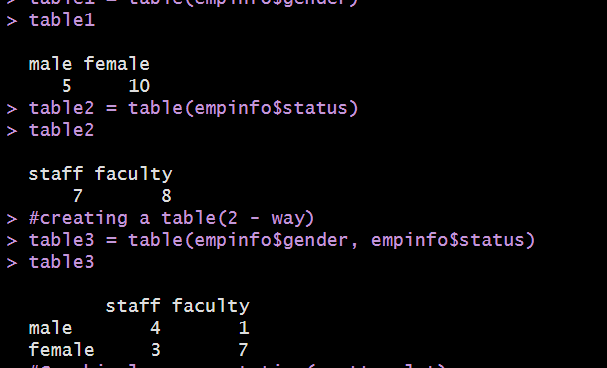 > table1 = table(empinfo$gender)
> table1
male female
5 10
> table2 = table(empinfo$status)
> table2
staff faculty
7 8
> #creating a table(2 - way)
> table3 = table(empinfo$gender, empinfo$status)
> table3
staff faculty
male 4 1
female 3 7